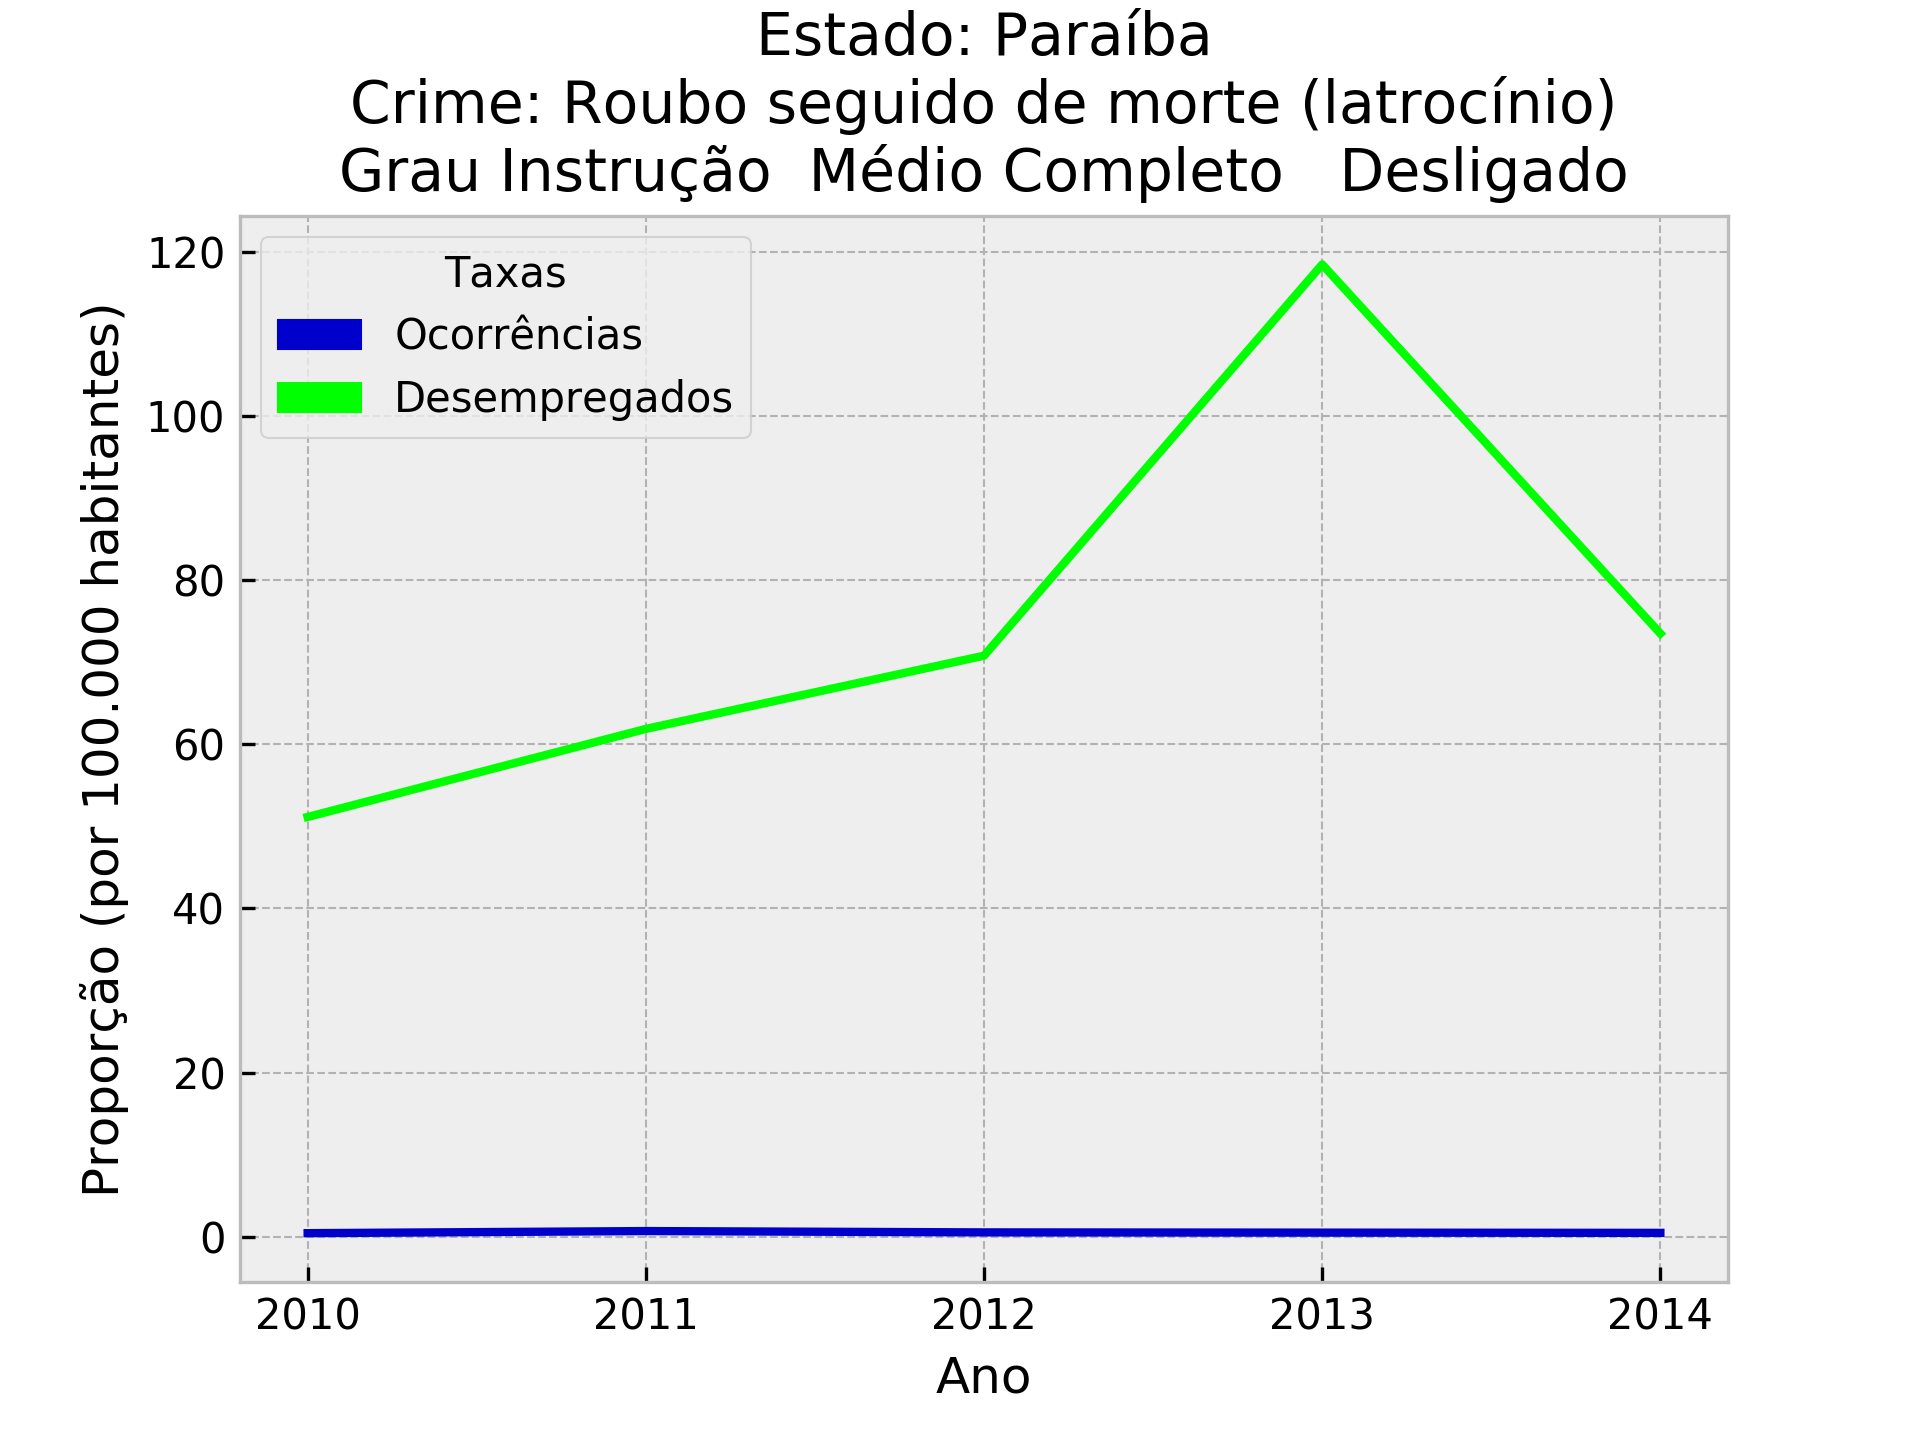 Estado: Paraíba
Crime: Roubo seguido de morte (latrocínio)
Grau Instrução  Médio Completo   Desligado
Taxas
Ocorrências
Desempregados
Proporção (por 100.000 habitantes)
120
100
80
60
40
20
0
2010 2011 2012 2013 2014
Ano